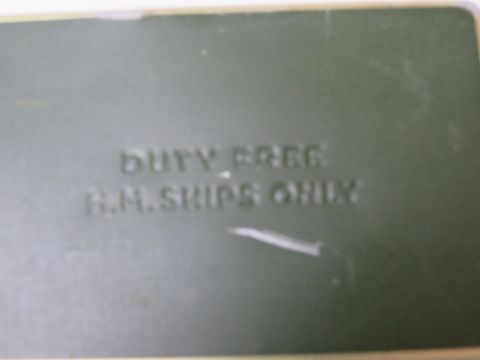 DUTY FREE
H.M. SHIPS ONLY